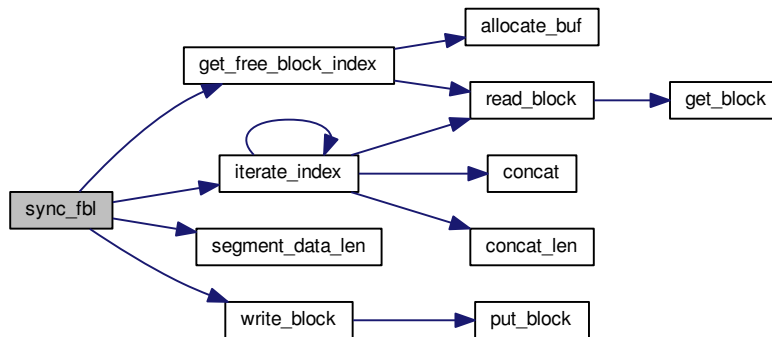 allocate_buf
get_free_block_index
read_block
get_block
iterate_index
concat
sync_fbl
segment_data_len
concat_len
write_block
put_block